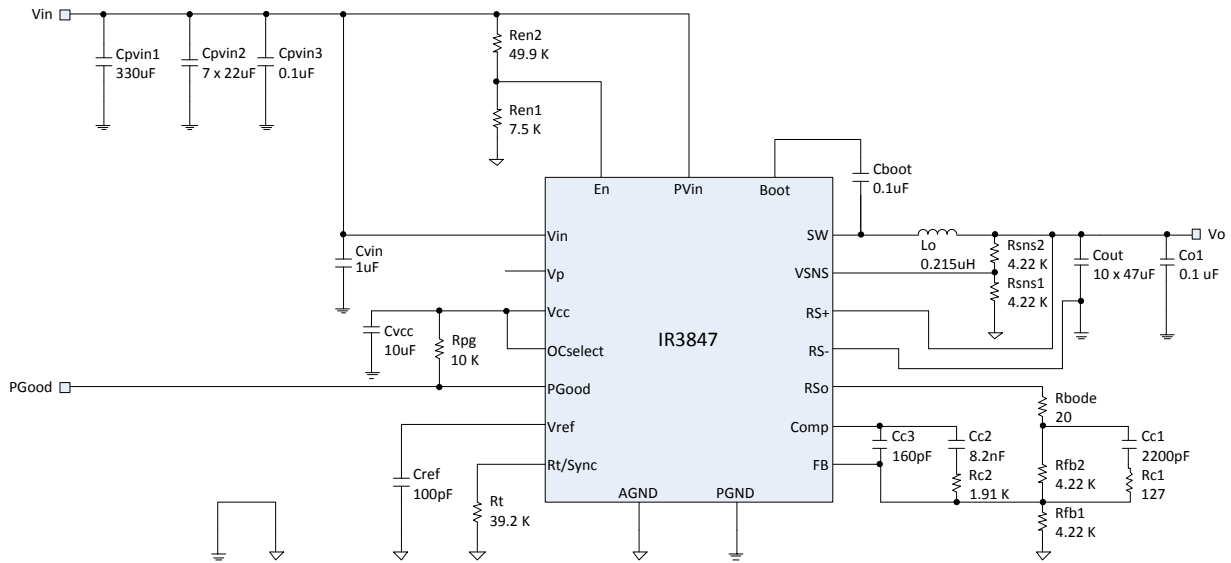 Vin
Cpvin1
330uF
Cpvin2
7 x 22uF
Cpvin3
0.1uF
Ren2
49.9 K
Ren1
7.5 K
Cboot
0.1uF
En
PVin
Boot
Vin
Cvin
1uF
Vp
Vcc
Cvcc
10uF
Rpg
10 K
OCselect
PGood
PGood
Vref
Cref
100pF
Rt/Sync
Rt
39.2 K
IR3847
AGND
PGND
SW
Lo
0.215uH
VSNS
Rsns2
4.22 K
Rsns1
4.22 K
Cout
10 x 47uF
Co1
0.1 uF
Vo
RS+
RS-
RSo
Rbode
20
Comp
FB
Cc3
160pF
Cc2
8.2nF
Rc2
1.91 K
Rfb2
4.22 K
Cc1
2200pF
Rc1
127
Rfb1
4.22 K